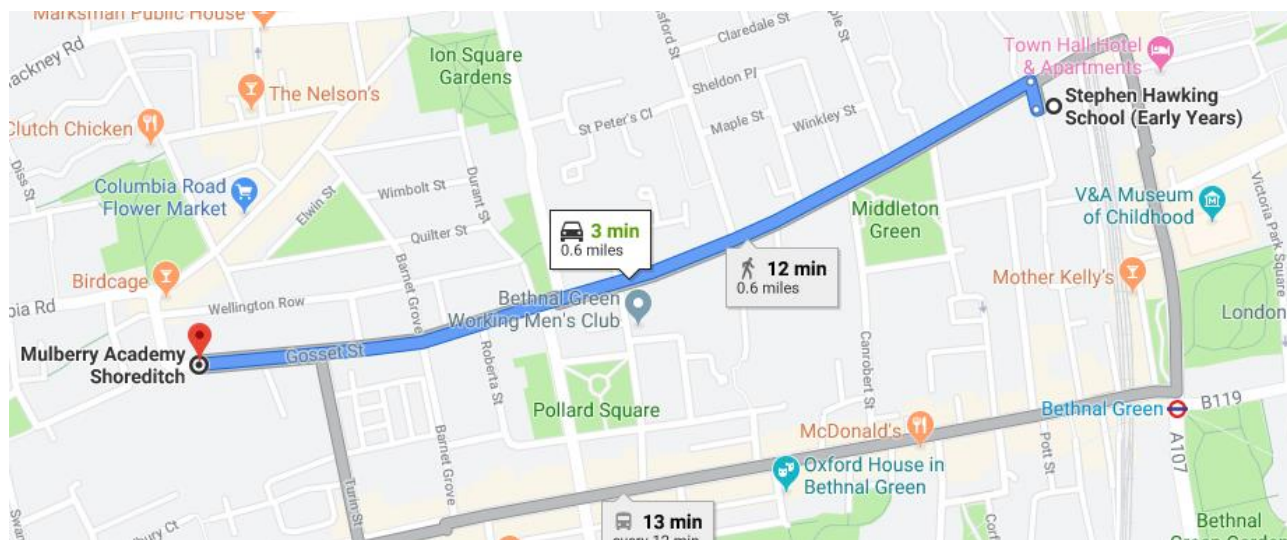 Marksman Public House
ackney Rd
Ion Square
Gardens
The Nelson's
Clutch Chicken
Diss St
Columbia Road
Flower Market
Elwin St
Wimbolt St
Durant St
Quilter St
Barnet Grove
Birdcage
bia Rd
Wellington Row
Mulberry Academy
Shoreditch
Gosset St
Claredale St
Sheldon Pl
St Peter's Cl
Maple St
Winkley St
Town Hall Hotel
& Apartments
Stephen Hawking
School (Early Years)
V&A Museum
of Childhood
Victoria Park Square
Middleton
Green
3 min
0.6 miles
12 min
0.6 miles
Mother Kelly's
London
Bethnal Green
Working Men's Club
Roberta St
Pollard Square
Canrobert St
McDonald's
Bethnal Green
B119
A107
Pott St
Oxford House in
Bethnal Green
Barnet Grove
Turin St
13 min
Bethnal